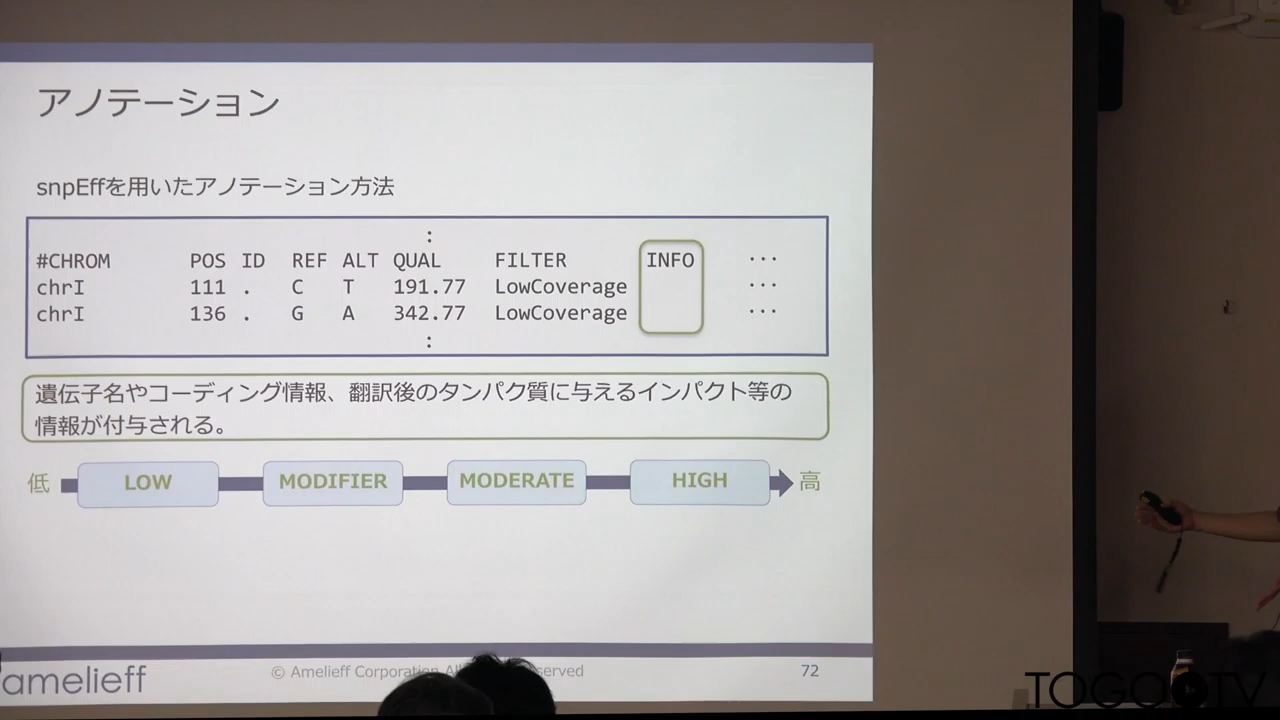 アノテーション
snpEffを用いたアノテーション方法
:
#CHROM POS ID REF ALT QUAL FILTER INFO ...
chrI 111 . C T 191.77 LowCoverage ...
chrI 136 . G A 342.77 LowCoverage ...
:
遺伝子名やコーディング情報、翻訳後のタンパク質に与えるインパクト等の
情報が付与される。
低 LOW MODIFIER MODERATE HIGH 高
amelieff © Amelieff Corporation All served 72
TOGO TV